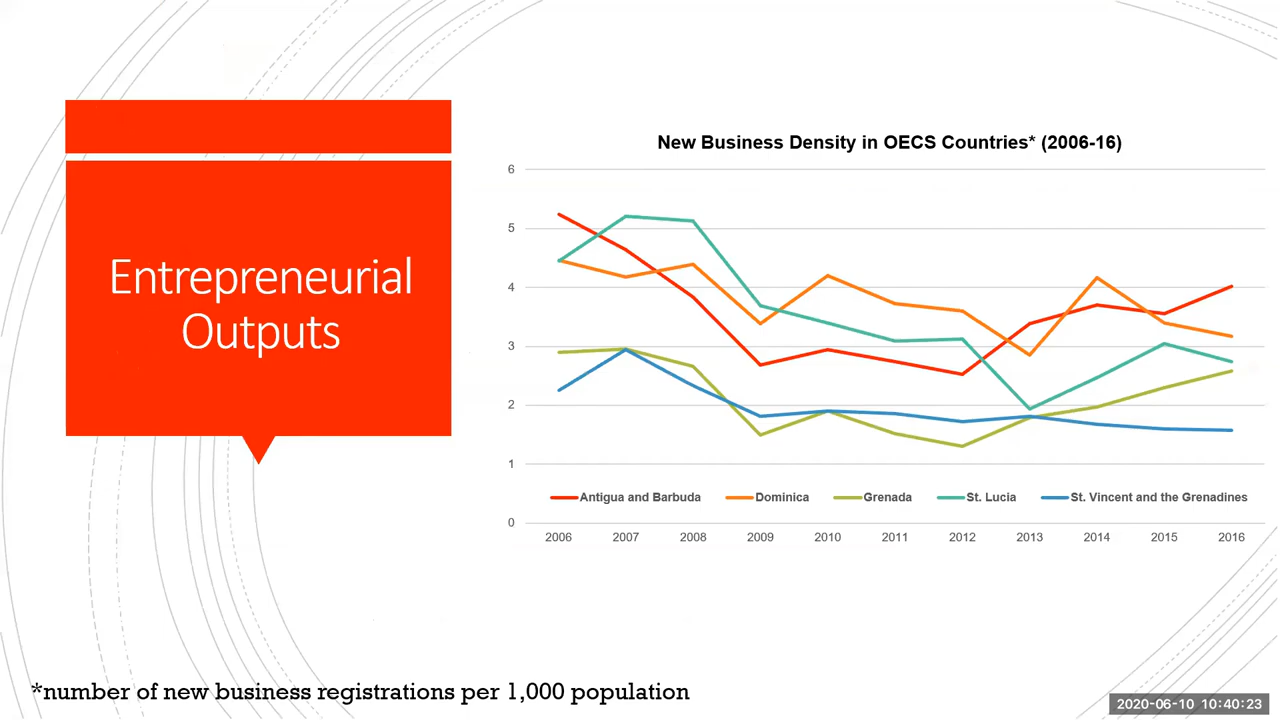 Entrepreneurial
Outputs
New Business Density in OECS Countries* (2006-16)
6
5
4
3
2
1
0
Antigua and Barbuda Dominica Grenada St. Lucia St. Vincent and the Grenadines
2006 2007 2008 2009 2010 2011 2012 2013 2014 2015 2016
*number of new business registrations per 1,000 population
2020-06-10 10:40:23